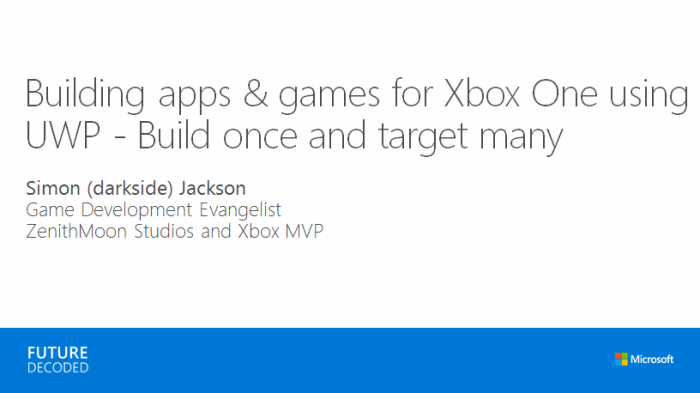 Building apps & games for Xbox One using
UWP - Build once and target many
Simon (darkside) Jackson
Game Development Evangelist
ZenithMoon Studios and Xbox MVP
FUTURE
DECODED
Microsoft